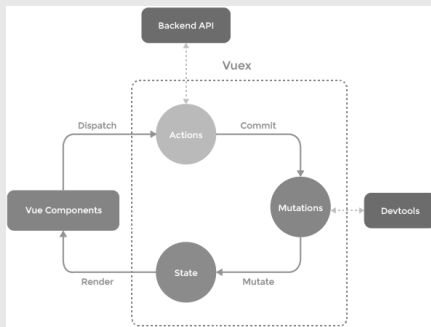 Backend API
Vuex
Dispatch
Actions
Commit
Vue Components
Mutations
Devtools
Render
State
Mutate